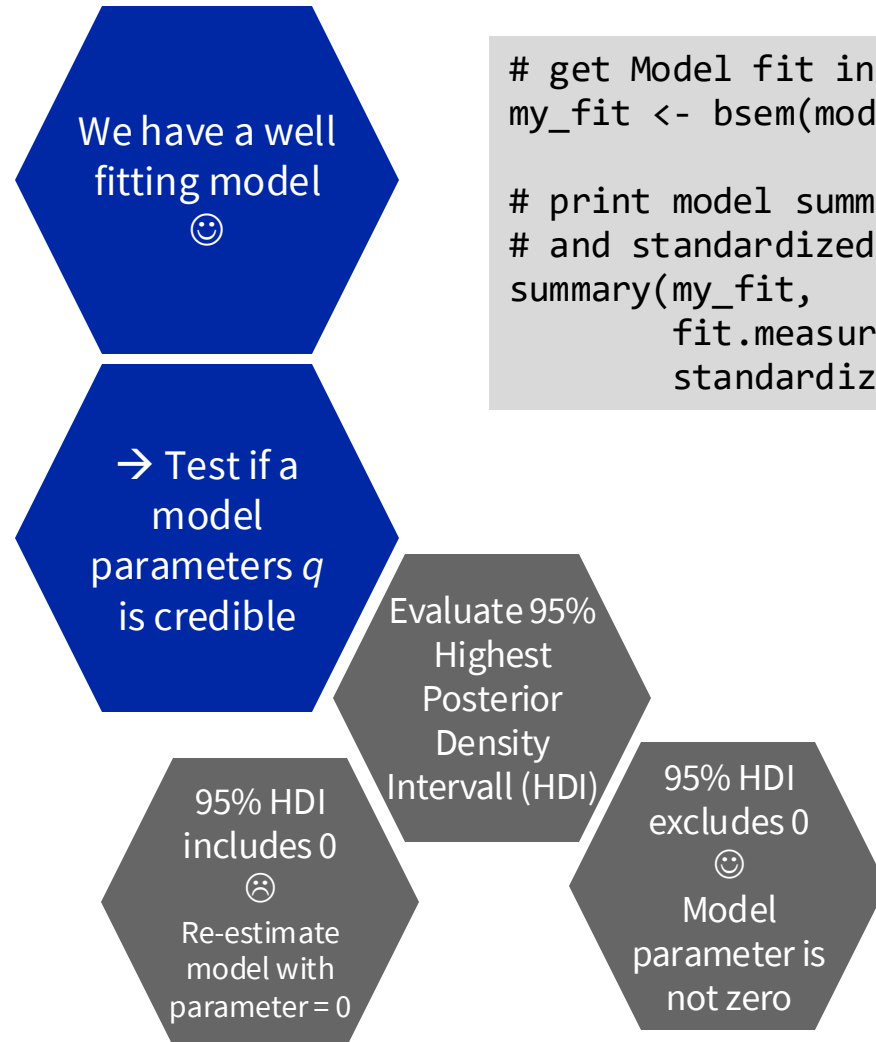 We have a well
fitting model
☺
# get Model fit in
my_fit <- bsem(mod
# print model summ
# and standardized
summary(my_fit,
fit.measur
standardiz
→ Test if a
model
parameters q
is credible
Evaluate 95%
Highest
Posterior
Density
Intervall (HDI)
95% HDI
includes 0
☹
Re-estimate
model with
parameter = 0
95% HDI
excludes 0
☺
Model
parameter is
not zero